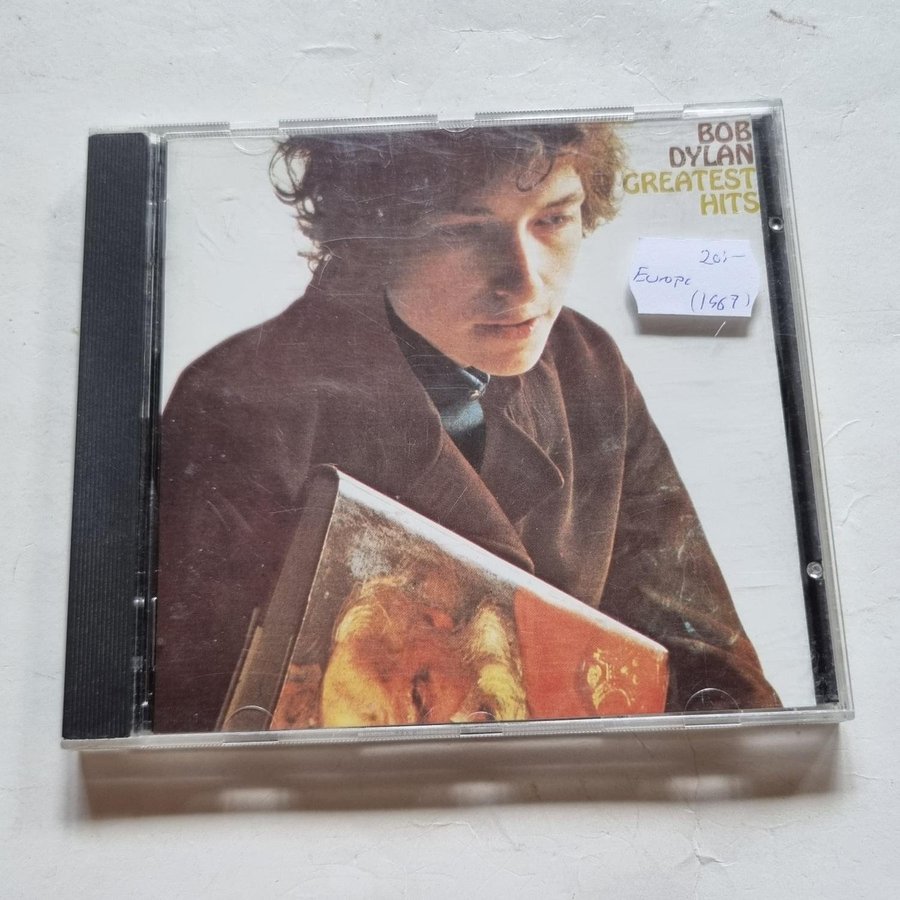 BOB
DYLAN
GREATEST
HITS
20:-
Europe
(1967)